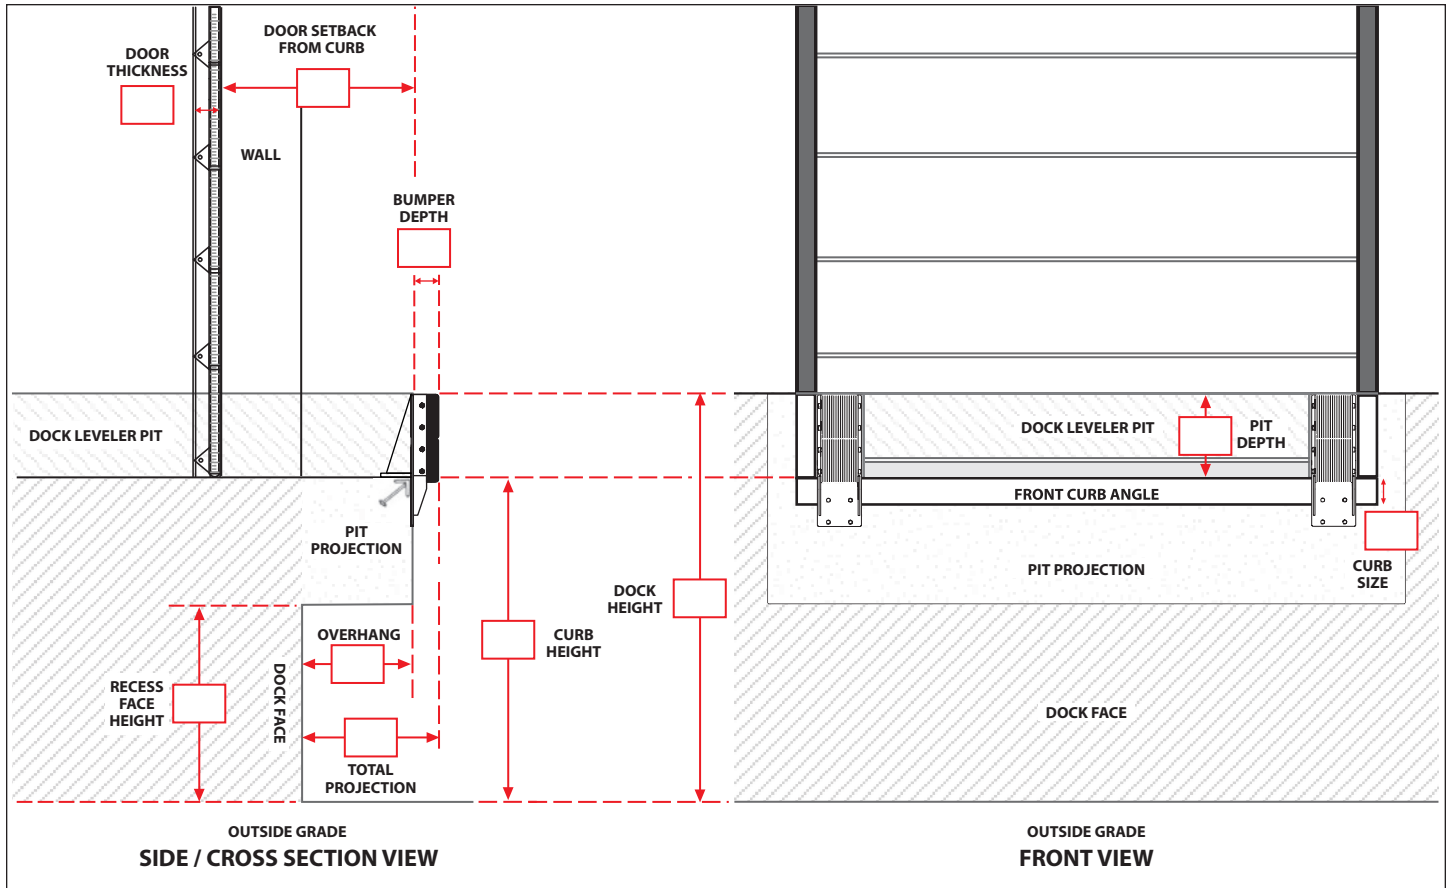 DOOR
THICKNESS
DOOR SETBACK
FROM CURB
WALL
BUMPER
DEPTH
DOCK LEVELER PIT
PIT
PROJECTION
OVERHANG
DOCK FACE
RECESS
FACE
HEIGHT
TOTAL
PROJECTION
CURB
HEIGHT
DOCK
HEIGHT
OUTSIDE GRADE
SIDE / CROSS SECTION VIEW
DOCK LEVELER PIT
PIT
DEPTH
FRONT CURB ANGLE
CURB
SIZE
PIT PROJECTION
DOCK FACE
OUTSIDE GRADE
FRONT VIEW